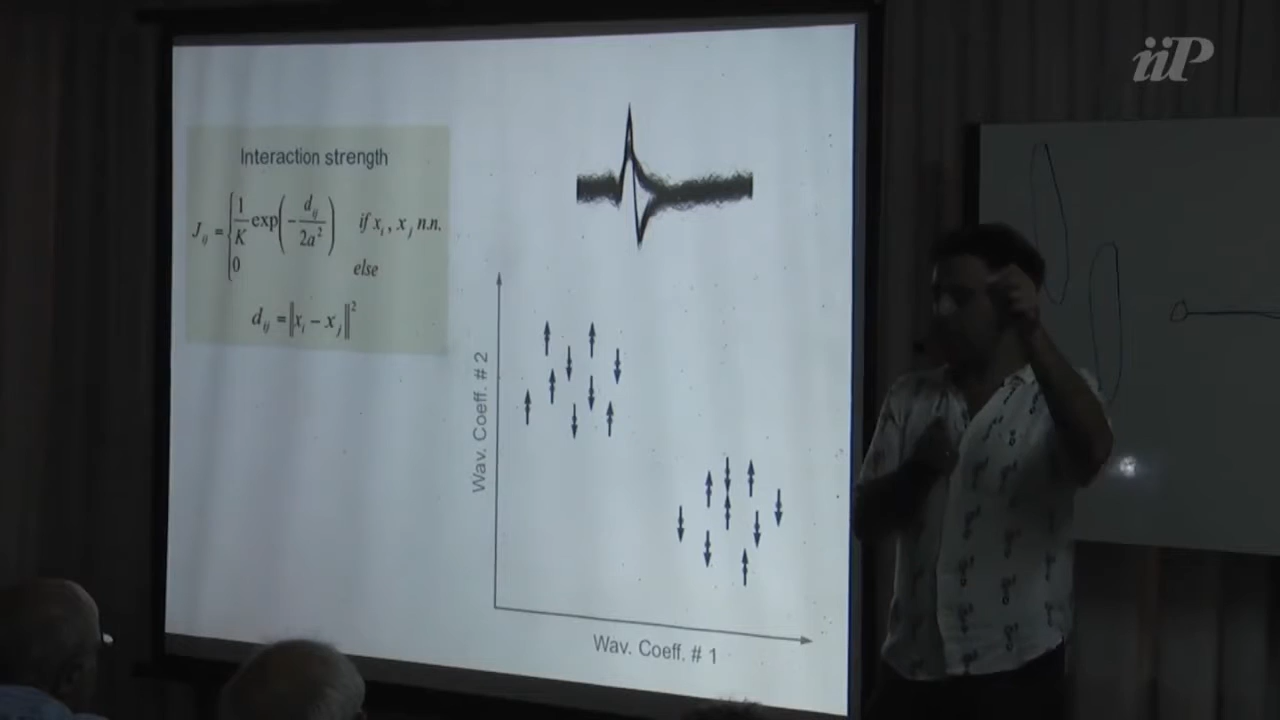 iiP
Interaction strength
J_ij = { 1/K exp(- d_ij / 2a²) if x_i, x_j n.n.
0 else
d_ij = ||x_i – x_j||²
Wav. Coeff. # 2
Wav. Coeff. # 1